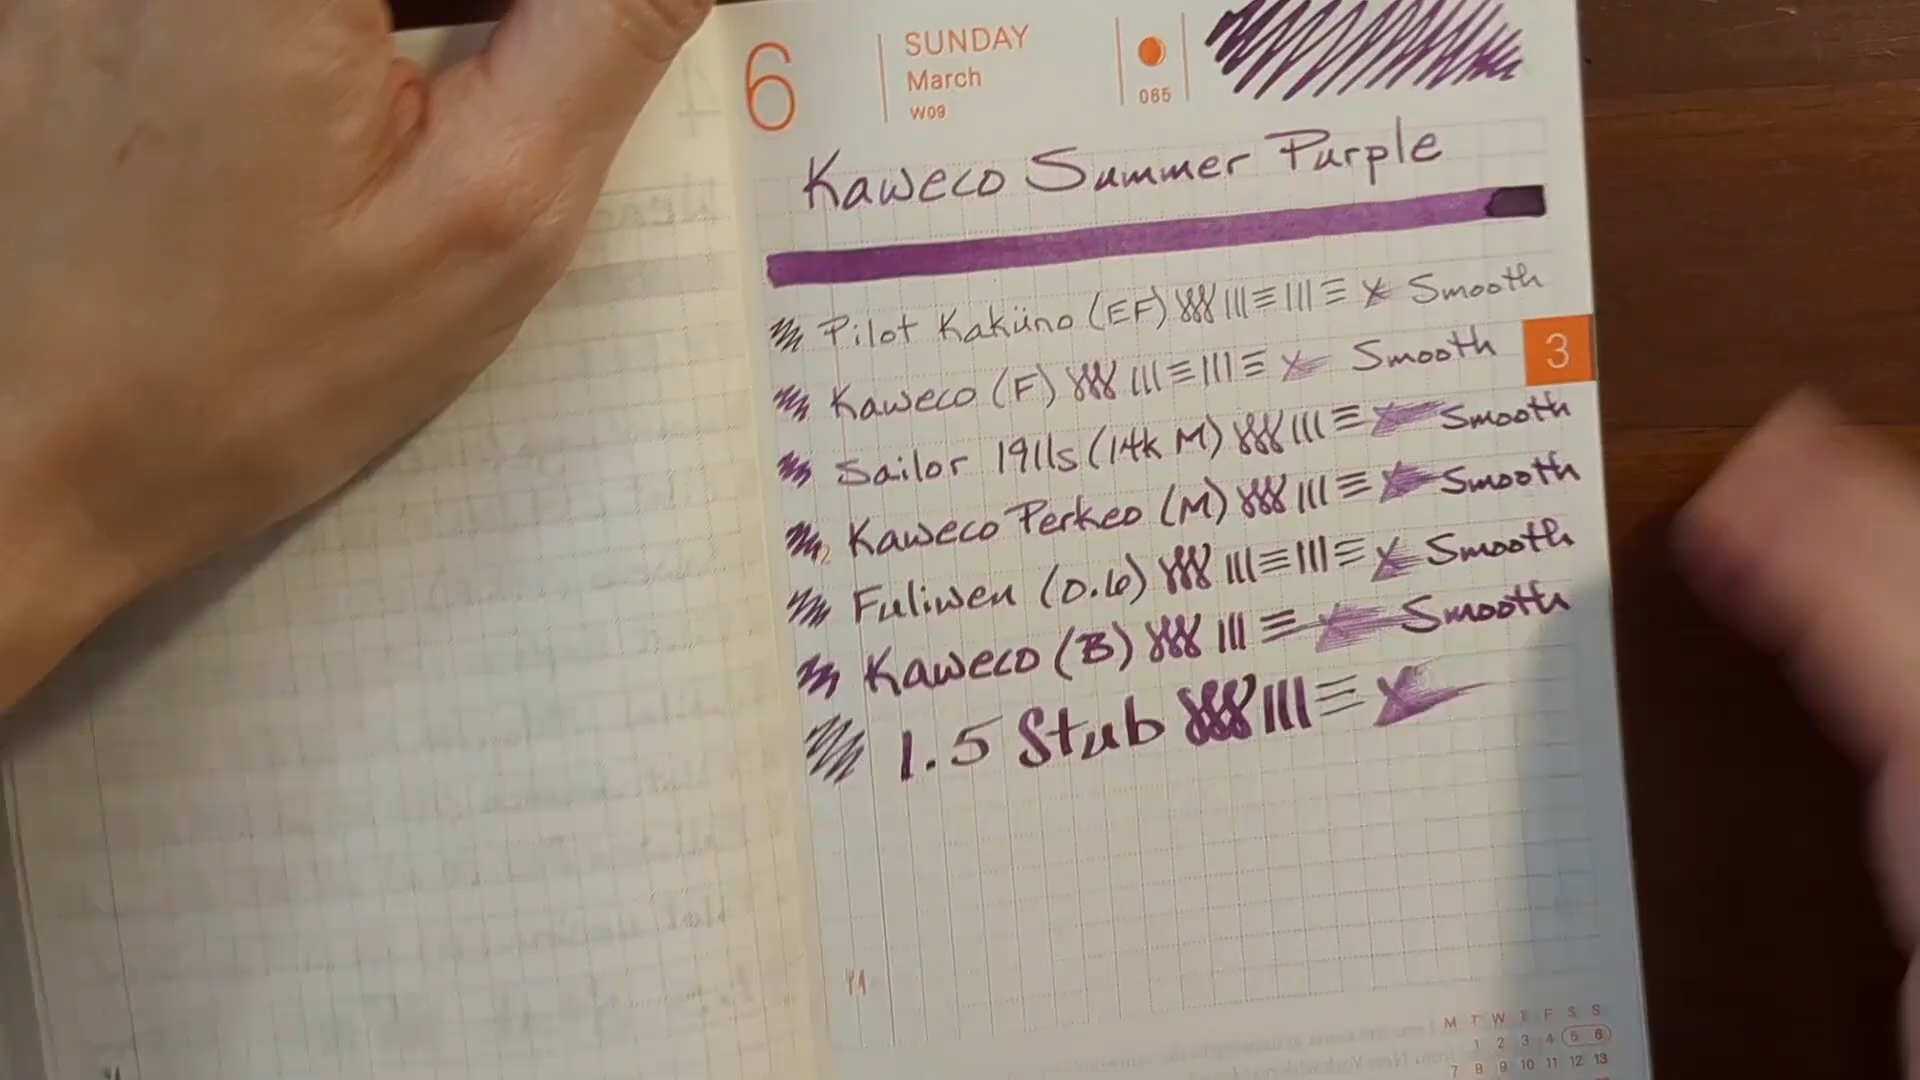 6
SUNDAY
March
W09
065
Kaweco Summer Purple
Pilot Kaküno (EF) Smooth
Kaweco (F) Smooth
3
Sailor 1911s (14k M) Smooth
Kaweco Perkeo (M) Smooth
Fuliwen (0.6) Smooth
Kaweco (B) Smooth
1.5 Stub
M T W T F S S
1 2 3 4 5 6
7 8 9 10 11 12 13